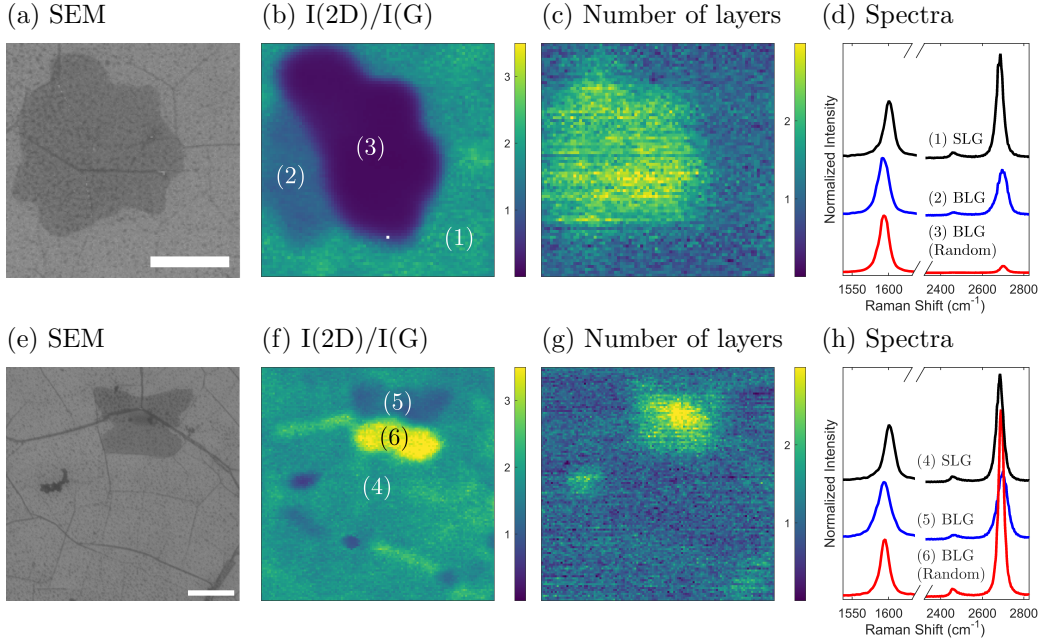 (a) SEM
(b) I(2D)/I(G)
(c) Number of layers
(d) Spectra
(1)
(2)
(3)
3
2
1
2
1
Normalized Intensity
(1) SLG
(2) BLG
(3) BLG
(Random)
1550 1600 2400 2600 2800
Raman Shift (cm⁻¹)
(e) SEM
(f) I(2D)/I(G)
(g) Number of layers
(h) Spectra
(5)
(6)
(4)
3
2
1
2
1
Normalized Intensity
(4) SLG
(5) BLG
(6) BLG
(Random)
1550 1600 2400 2600 2800
Raman Shift (cm⁻¹)